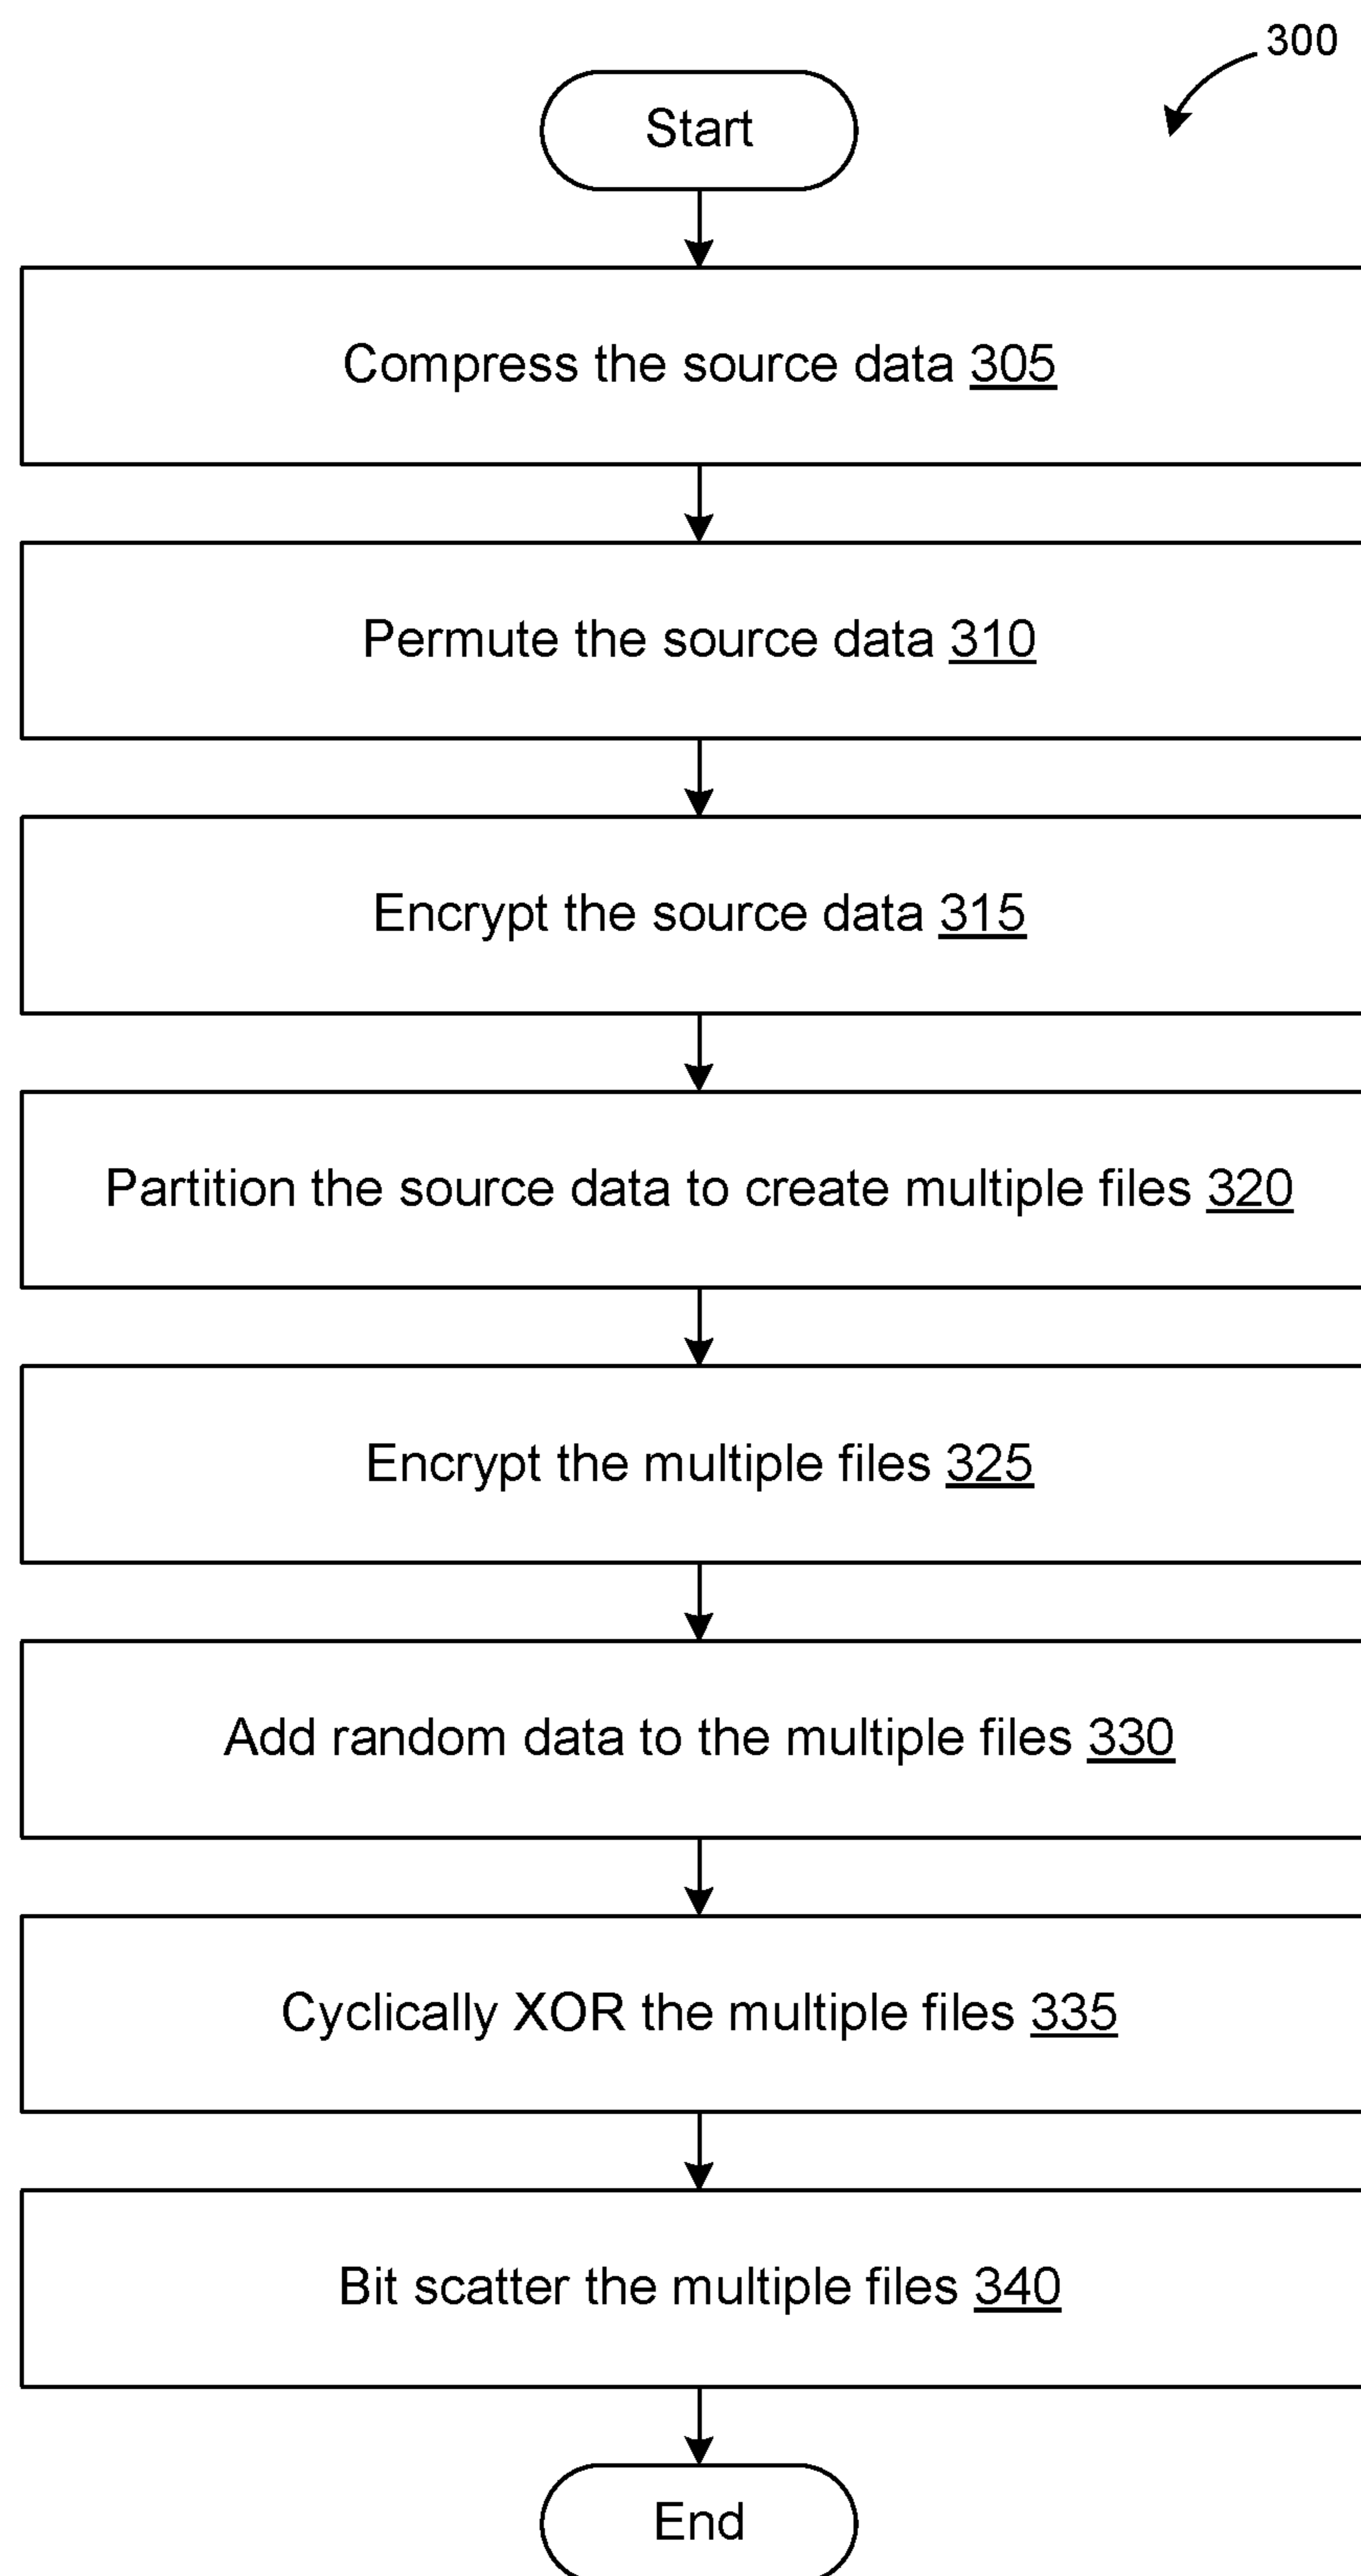 300
Start
Compress the source data 305
Permute the source data 310
Encrypt the source data 315
Partition the source data to create multiple files 320
Encrypt the multiple files 325
Add random data to the multiple files 330
Cyclically XOR the multiple files 335
Bit scatter the multiple files 340
End